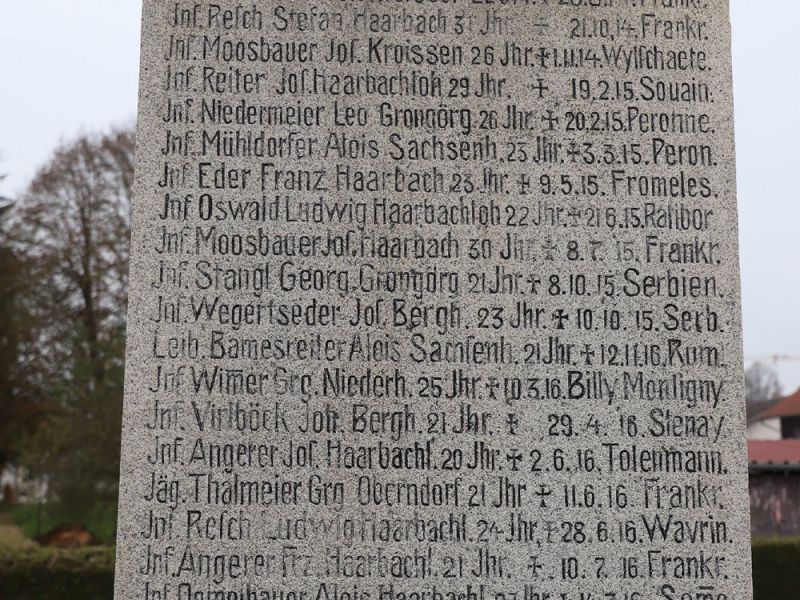 Frankr.
Inf. Resch Stefan Haarbach 31 Jhr. ✝ 21.10.14. Frankr.
Inf. Moosbauer Jos. Kroissen 26 Jhr. ✝ 1.11.14. Wylschaete.
Inf. Reiter Jos. Haarbachloh 29 Jhr. ✝ 19.2.15. Souain.
Inf. Niedermeier Leo Grongörg 26 Jhr. ✝ 20.2.15. Peronne.
Inf. Mühldorfer Alois Sachsenh. 23 Jhr. ✝ 3.3.15. Peron.
Inf. Eder Franz Haarbach 23 Jhr. ✝ 9.5.15. Fromeles.
Inf. Oswald Ludwig Haarbachloh 22 Jhr. ✝ 21 6.15. Ratibor
Inf. Moosbauer Jos. Haarbach 30 Jhr. ✝ 8. 7. 15. Frankr.
Inf. Stangl Georg. Grongörg 21 Jhr. ✝ 8.10. 15. Serbien.
Inf. Wegertseder Jos. Bergh. 23 Jhr. ✝ 10.10. 15. Serb.
Leib. Bamesreiter Alois Sachsenh. 21 Jhr. ✝ 12.11.16. Rum.
Inf. Wim̅er Grg. Niederh. 25 Jhr. ✝ 10.3.16. Billy Montigny.
Inf. Virlböck Joh. Bergh. 21 Jhr. ✝ 29. 4. 16. Stenay
Inf. Angerer Jos. Haarbachl. 20 Jhr. ✝ 2. 6. 16. Totenmann.
Jäg. Thalmeier Grg Oberndorf 21 Jhr ✝ 11. 6. 16. Frankr.
Inf. Resch Ludwig Haarbachl. 24 Jhr. ✝ 28. 6. 16. Wavrin.
Inf. Angerer Frz. Haarbachl. 21 Jhr. ✝ 10. 7. 16. Frankr.
Inf. Alois Haarbachl.